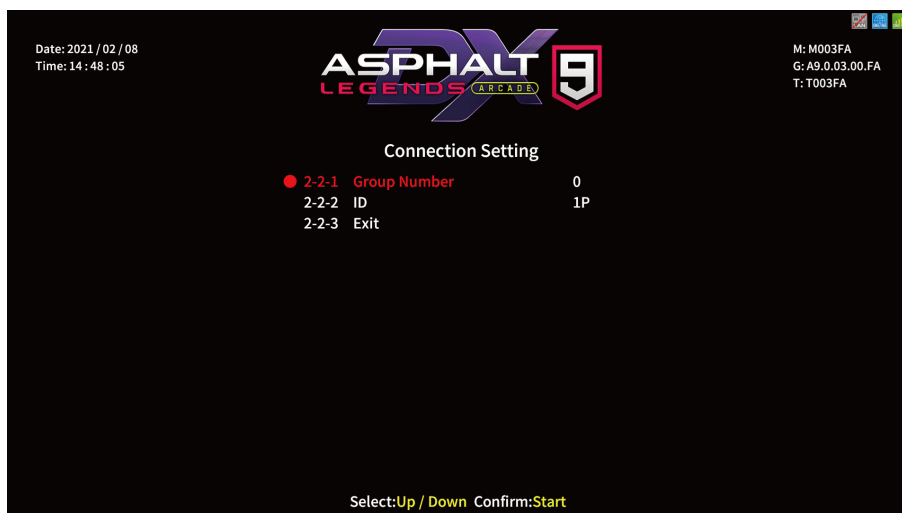 Date: 2021 / 02 / 08
Time: 14 : 48 : 05
DX
ASPHALT 9
LEGENDS ARCADE
M: M003FA
G: A9.0.03.00.FA
T: T003FA
Connection Setting
2-2-1 Group Number 0
2-2-2 ID 1P
2-2-3 Exit
Select:Up / Down Confirm:Start